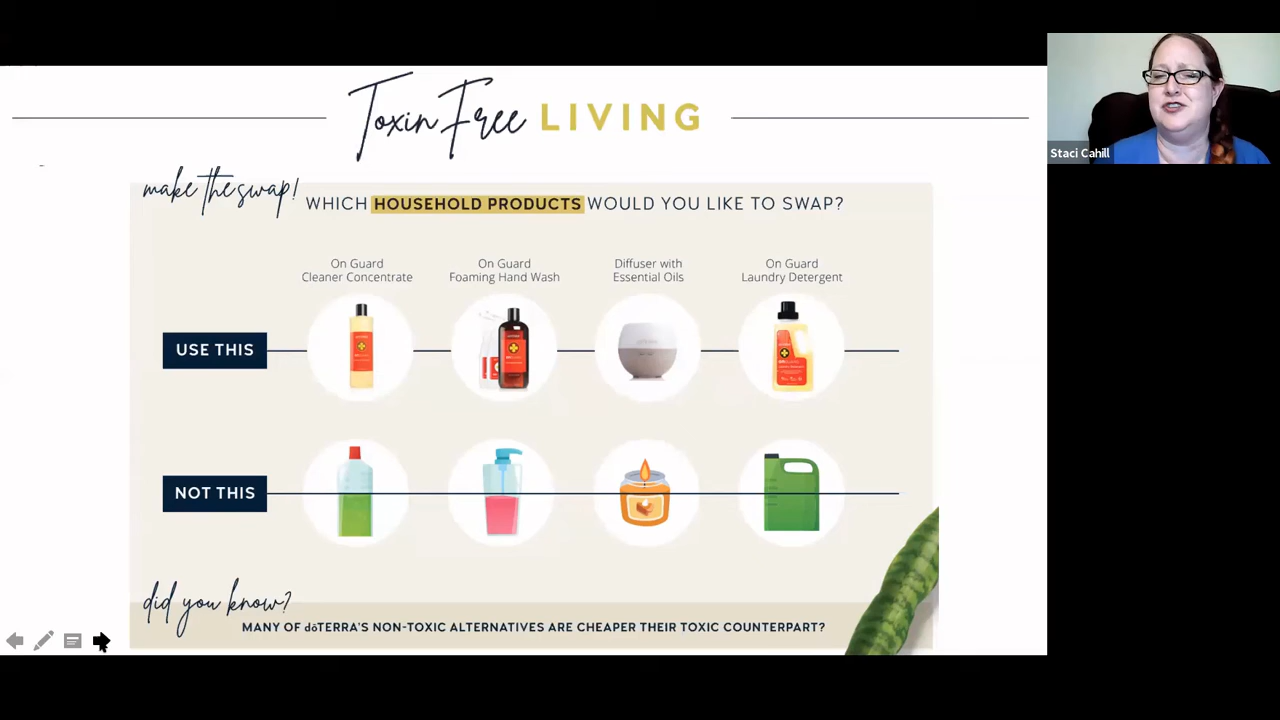 Toxin Free LIVING
make the swap!
WHICH HOUSEHOLD PRODUCTS WOULD YOU LIKE TO SWAP?
On Guard
Cleaner Concentrate
On Guard
Foaming Hand Wash
Diffuser with
Essential Oils
On Guard
Laundry Detergent
USE THIS
NOT THIS
did you know?
MANY OF dōTERRA'S NON-TOXIC ALTERNATIVES ARE CHEAPER THEIR TOXIC COUNTERPART?
Staci Cahill